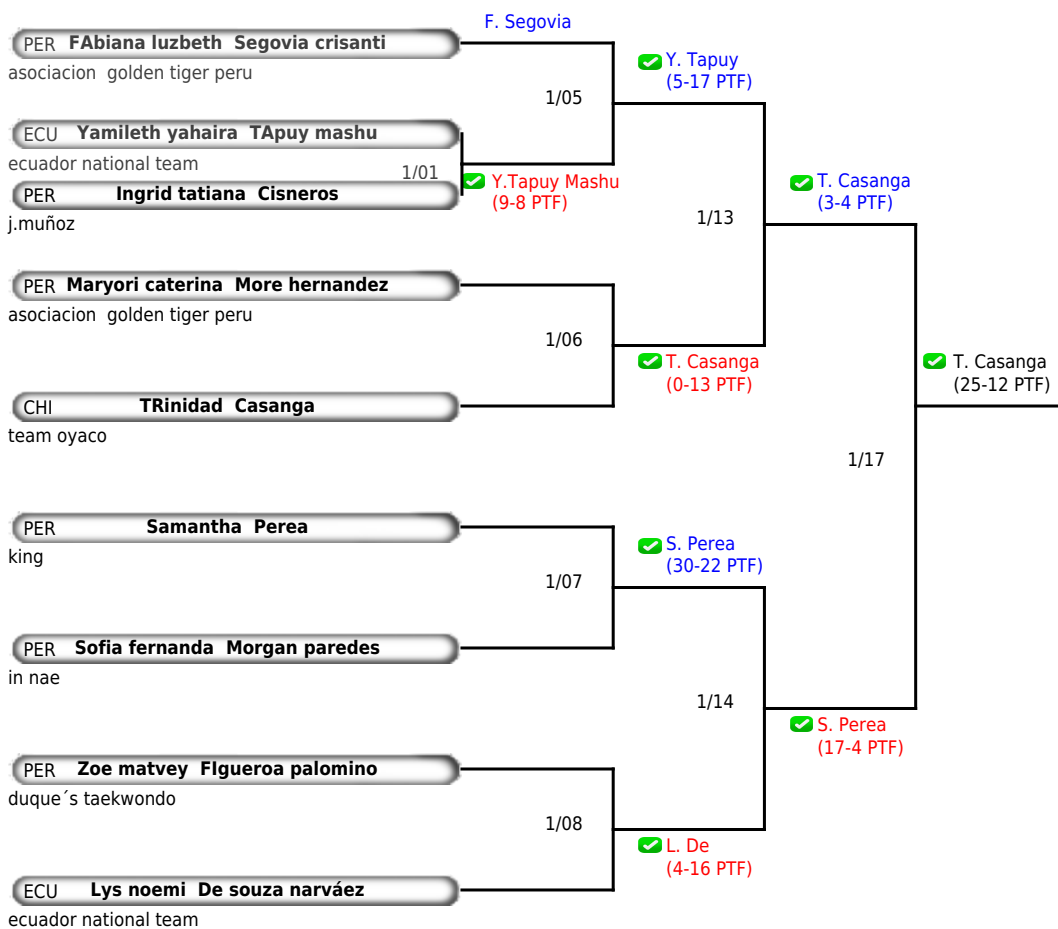 F. Segovia
PER FAbiana luzbeth Segovia crisanti
asociacion golden tiger peru
Y. Tapuy
(5-17 PTF)
1/05
ECU Yamileth yahaira TApuy mashu
ecuador national team
1/01
PER Ingrid tatiana Cisneros
j.muñoz
Y.Tapuy Mashu
(9-8 PTF)
T. Casanga
(3-4 PTF)
1/13
PER Maryori caterina More hernandez
asociacion golden tiger peru
1/06
T. Casanga
(0-13 PTF)
T. Casanga
(25-12 PTF)
CHI TRinidad Casanga
team oyaco
1/17
PER Samantha Perea
king
S. Perea
(30-22 PTF)
1/07
PER Sofia fernanda Morgan paredes
in nae
1/14
S. Perea
(17-4 PTF)
PER Zoe matvey FIgueroa palomino
duque´s taekwondo
1/08
L. De
(4-16 PTF)
ECU Lys noemi De souza narváez
ecuador national team